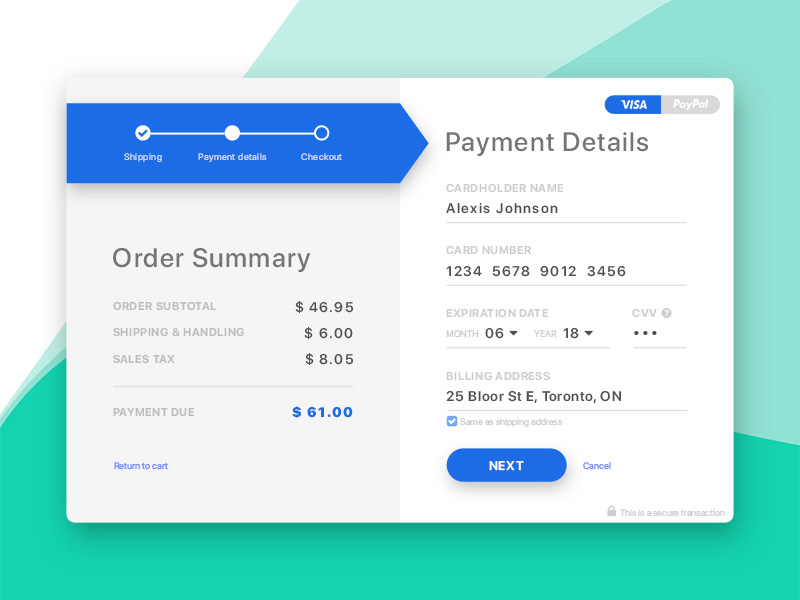 Shipping Payment details Checkout
Order Summary
ORDER SUBTOTAL $ 46.95
SHIPPING & HANDLING $ 6.00
SALES TAX $ 8.05
PAYMENT DUE $ 61.00
Return to cart
VISA PayPal
Payment Details
CARDHOLDER NAME
Alexis Johnson
CARD NUMBER
1234 5678 9012 3456
EXPIRATION DATE CVV ?
MONTH 06 YEAR 18 •••
BILLING ADDRESS
25 Bloor St E, Toronto, ON
Same as shipping address
NEXT Cancel
This is a secure transaction